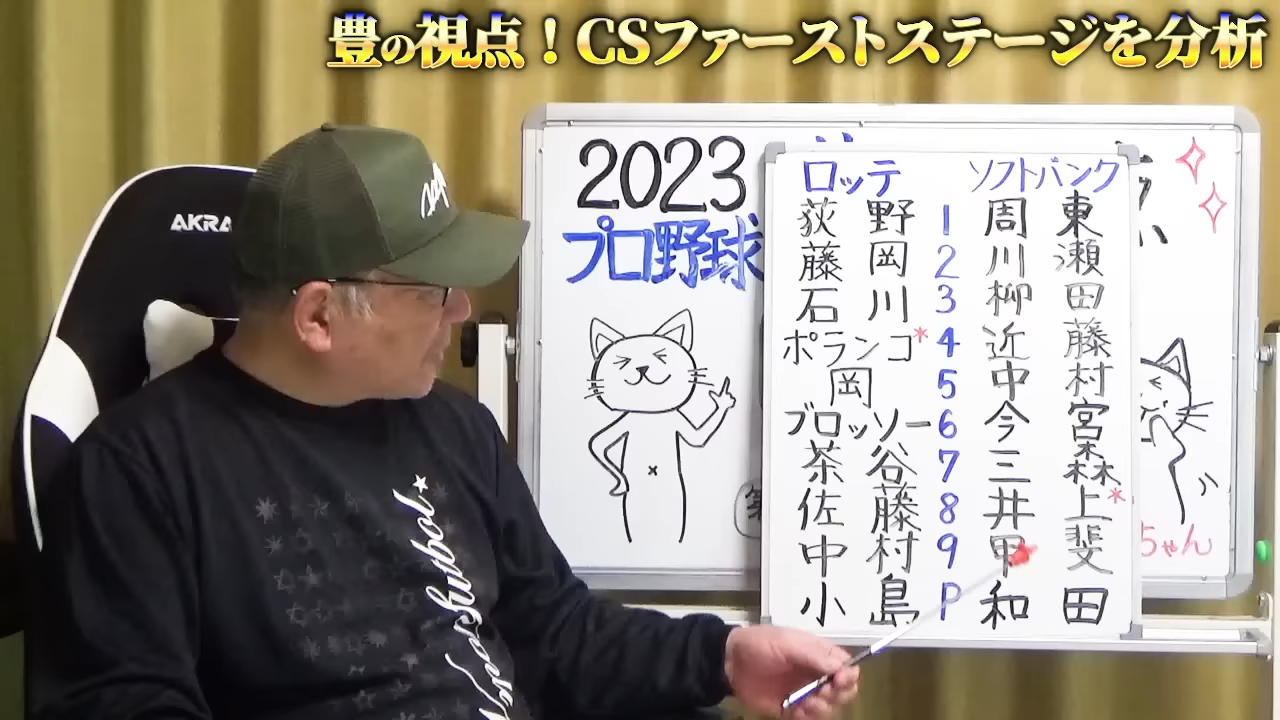 豊の視点！CSファーストステージを分析
AKRA
2023
プロ野球
ロッテ ソフトバンク
荻野 1 周東
藤岡 2 川瀬
石川 3 柳田
ポランコ* 4 近藤
岡 5 中村
ブロッソー 6 今宮
茶谷 7 三森
佐藤 8 井上*
中村 9 甲斐
小島 P 和田
ちゃん